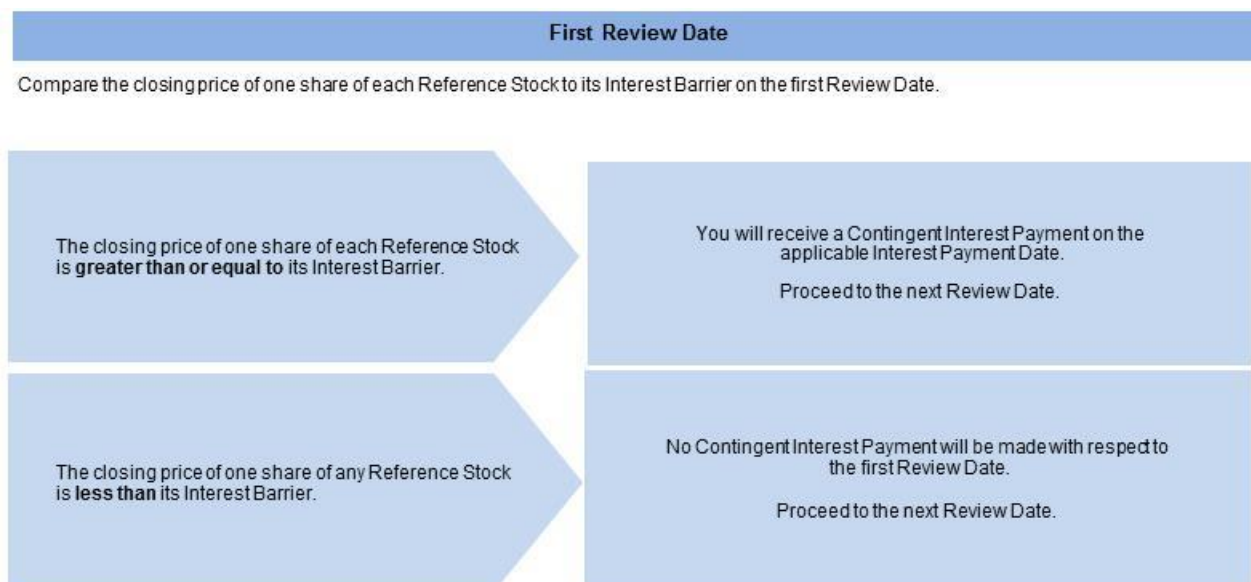 First Review Date
Compare the closing price of one share of each Reference Stock to its Interest Barrier on the first Review Date.
The closing price of one share of each Reference Stock
is greater than or equal to its Interest Barrier.
You will receive a Contingent Interest Payment on the
applicable Interest Payment Date.
Proceed to the next Review Date.
The closing price of one share of any Reference Stock
is less than its Interest Barrier.
No Contingent Interest Payment will be made with respect to
the first Review Date.
Proceed to the next Review Date.